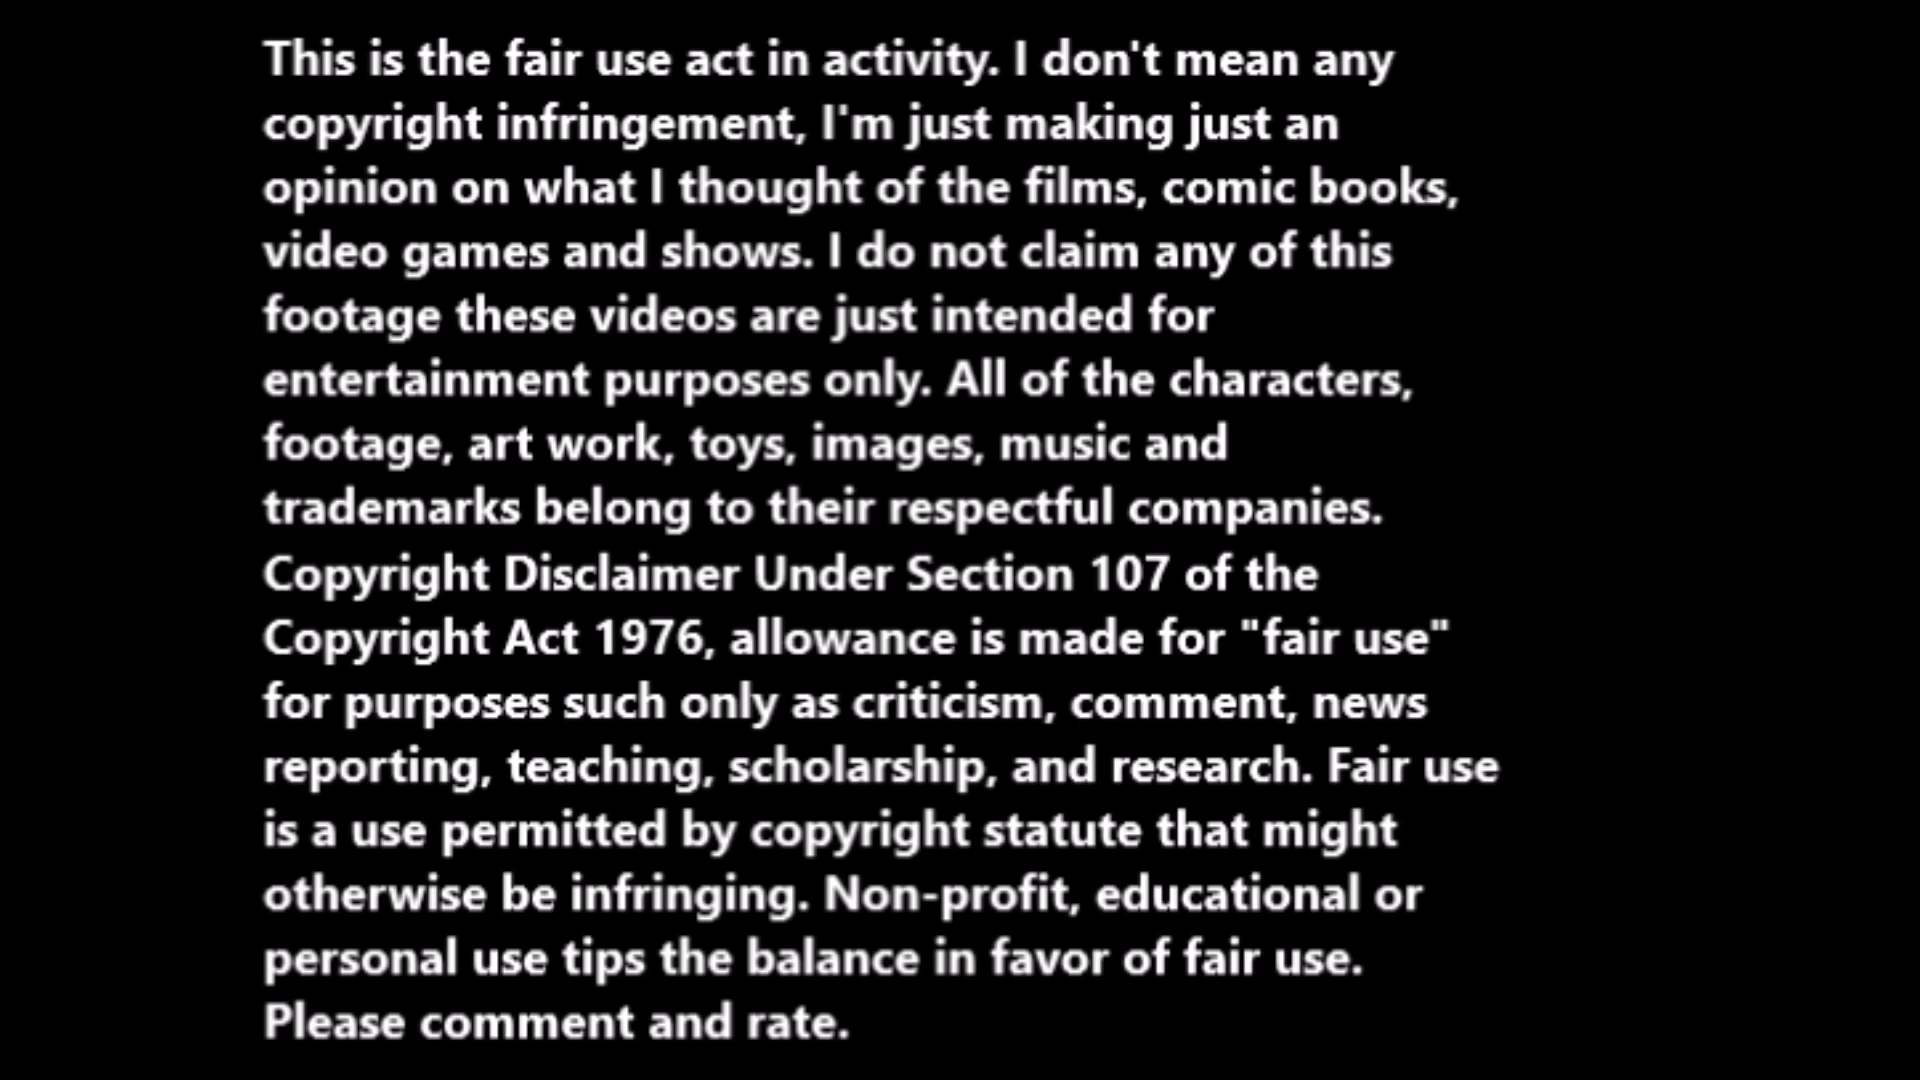 This is the fair use act in activity. I don't mean any
copyright infringement, I'm just making just an
opinion on what I thought of the films, comic books,
video games and shows. I do not claim any of this
footage these videos are just intended for
entertainment purposes only. All of the characters,
footage, art work, toys, images, music and
trademarks belong to their respectful companies.
Copyright Disclaimer Under Section 107 of the
Copyright Act 1976, allowance is made for "fair use"
for purposes such only as criticism, comment, news
reporting, teaching, scholarship, and research. Fair use
is a use permitted by copyright statute that might
otherwise be infringing. Non-profit, educational or
personal use tips the balance in favor of fair use.
Please comment and rate.